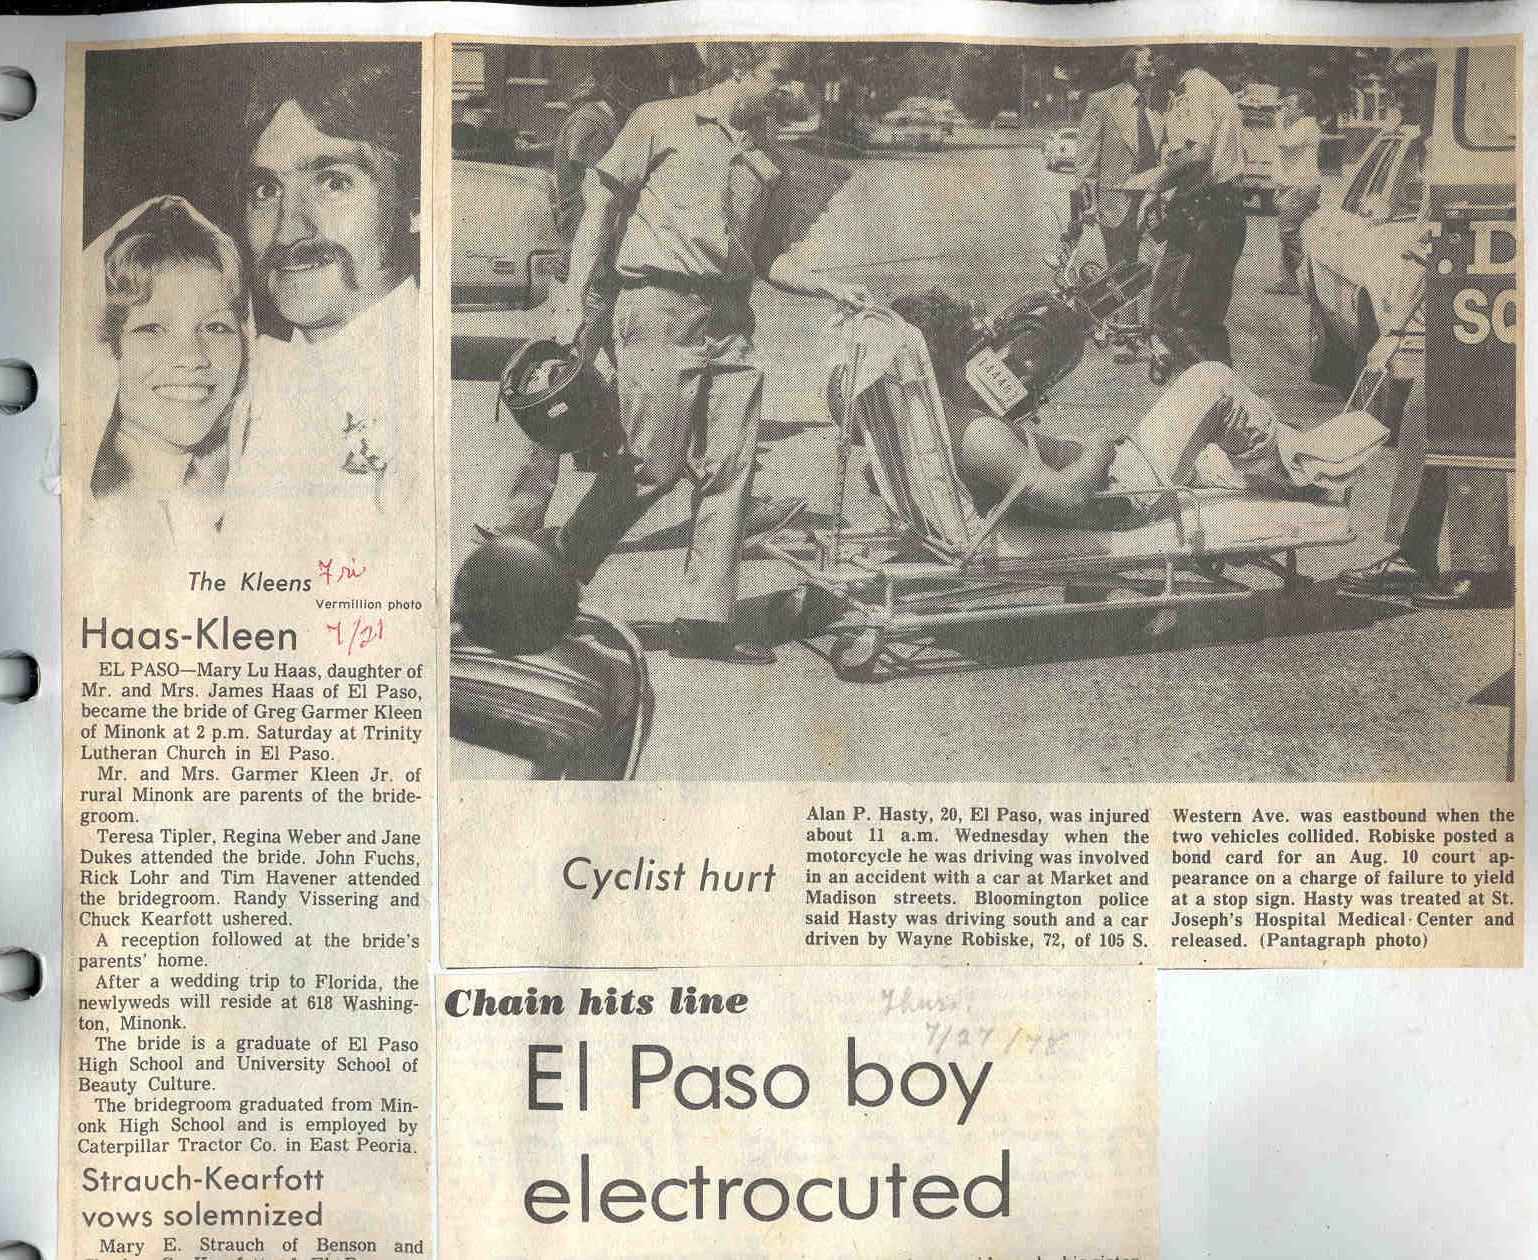 The Kleens Fri
Vermillion photo
Haas-Kleen 7/21
EL PASO—Mary Lu Haas, daughter of
Mr. and Mrs. James Haas of El Paso,
became the bride of Greg Garmer Kleen
of Minonk at 2 p.m. Saturday at Trinity
Lutheran Church in El Paso.
Mr. and Mrs. Garmer Kleen Jr. of
rural Minonk are parents of the bride-
groom.
Teresa Tipler, Regina Weber and Jane
Dukes attended the bride. John Fuchs,
Rick Lohr and Tim Havener attended
the bridegroom. Randy Vissering and
Chuck Kearfott ushered.
A reception followed at the bride's
parents' home.
After a wedding trip to Florida, the
newlyweds will reside at 618 Washing-
ton, Minonk.
The bride is a graduate of El Paso
High School and University School of
Beauty Culture.
The bridegroom graduated from Min-
onk High School and is employed by
Caterpillar Tractor Co. in East Peoria.
Strauch-Kearfott
vows solemnized
Mary E. Strauch of Benson and
.D
SQ
Cyclist hurt
Alan P. Hasty, 20, El Paso, was injured
about 11 a.m. Wednesday when the
motorcycle he was driving was involved
in an accident with a car at Market and
Madison streets. Bloomington police
said Hasty was driving south and a car
driven by Wayne Robiske, 72, of 105 S.
Western Ave. was eastbound when the
two vehicles collided. Robiske posted a
bond card for an Aug. 10 court ap-
pearance on a charge of failure to yield
at a stop sign. Hasty was treated at St.
Joseph's Hospital Medical Center and
released. (Pantagraph photo)
Chain hits line
Thurs.
7/27/78
El Paso boy
electrocuted